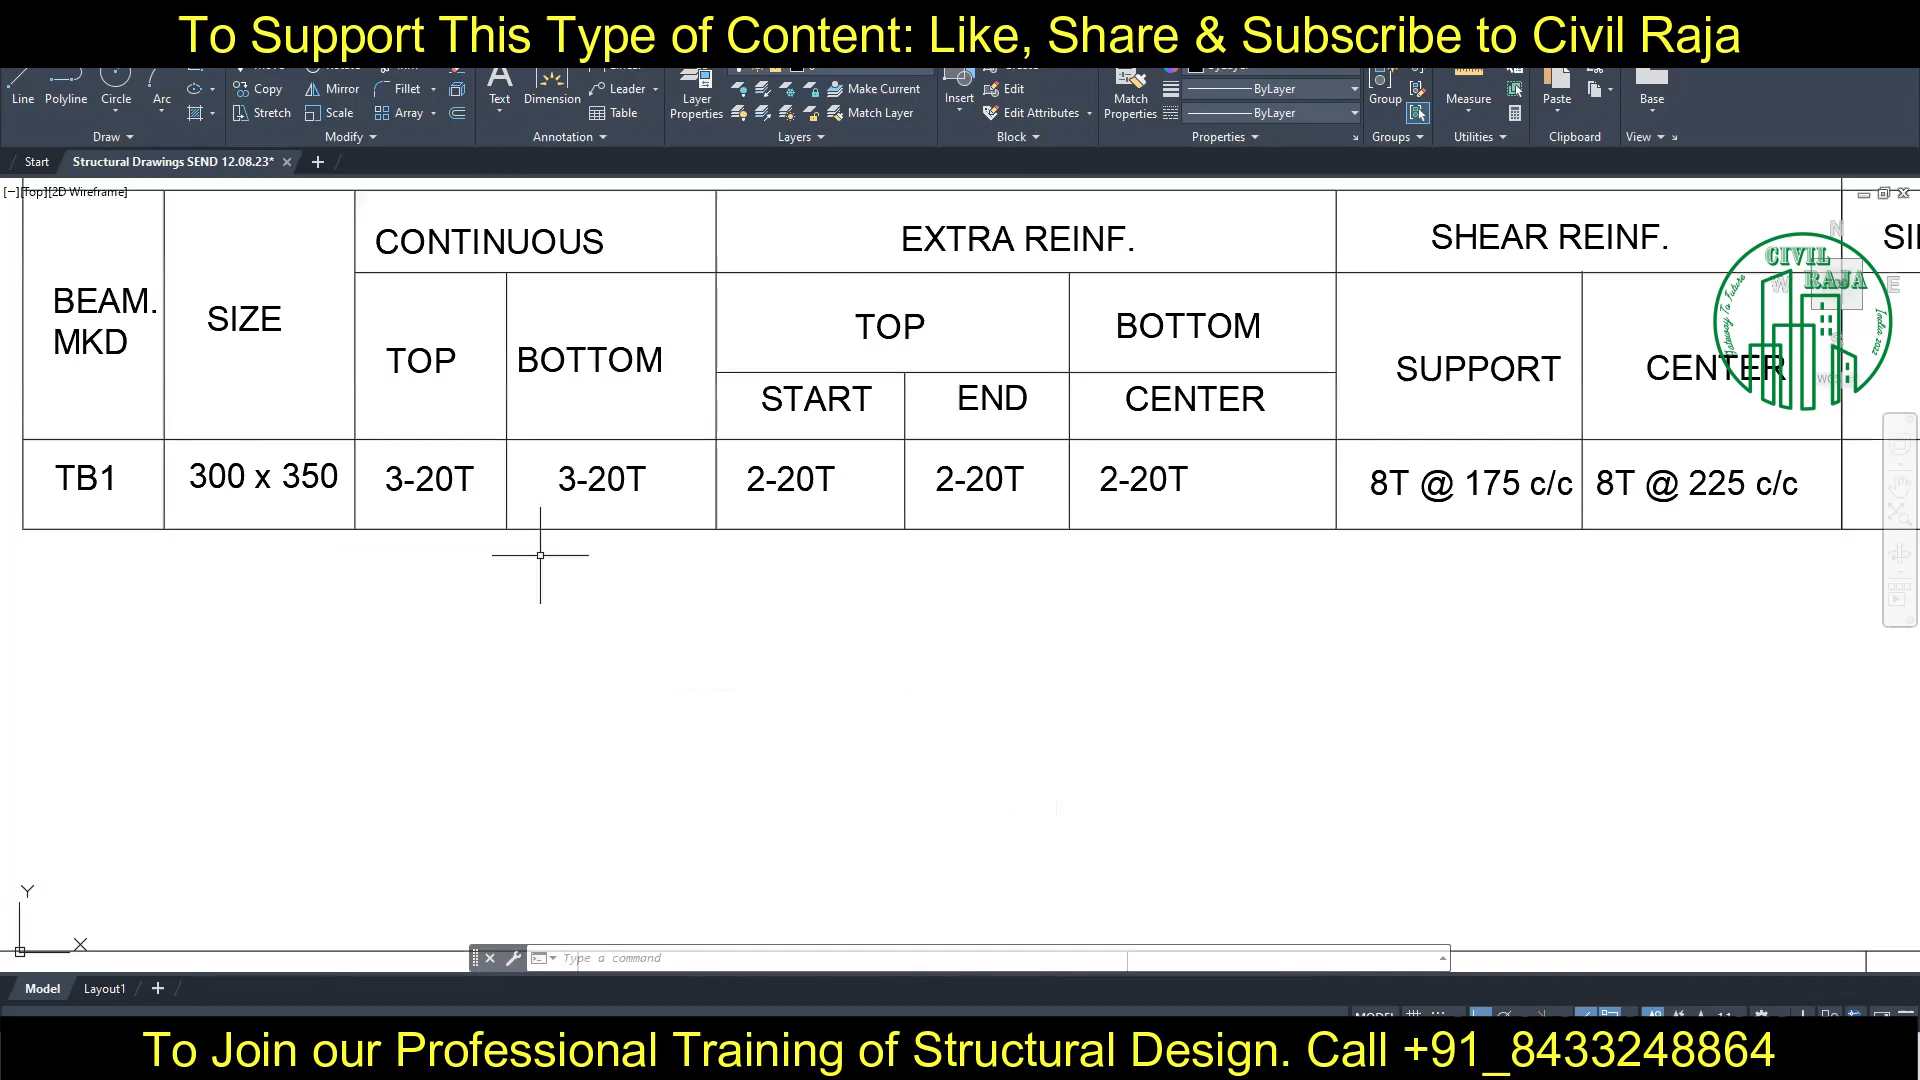 To Support This Type of Content: Like, Share & Subscribe to Civil Raja
Line Polyline Circle Arc
Copy Mirror Fillet
Stretch Scale Array
Text Dimension Leader
Table
Layer Properties
Make Current
Match Layer
Insert
Edit
Edit Attributes
Match Properties
ByLayer
ByLayer
Group Measure Paste Base
Draw Modify Annotation Layers Block Properties Groups Utilities Clipboard View
Start Structural Drawings SEND 12.08.23*
[−][Top][2D Wireframe]
BEAM. MKD
SIZE
CONTINUOUS
EXTRA REINF.
SHEAR REINF.
TOP BOTTOM
TOP BOTTOM
START END CENTER
SUPPORT CENTER
CIVIL
RAJA
Gateway To Future
India 2022
N
W E
TB1 300 x 350 3-20T 3-20T 2-20T 2-20T 2-20T 8T @ 175 c/c 8T @ 225 c/c
Y
X
Type a command
Model Layout1
To Join our Professional Training of Structural Design. Call +91_8433248864